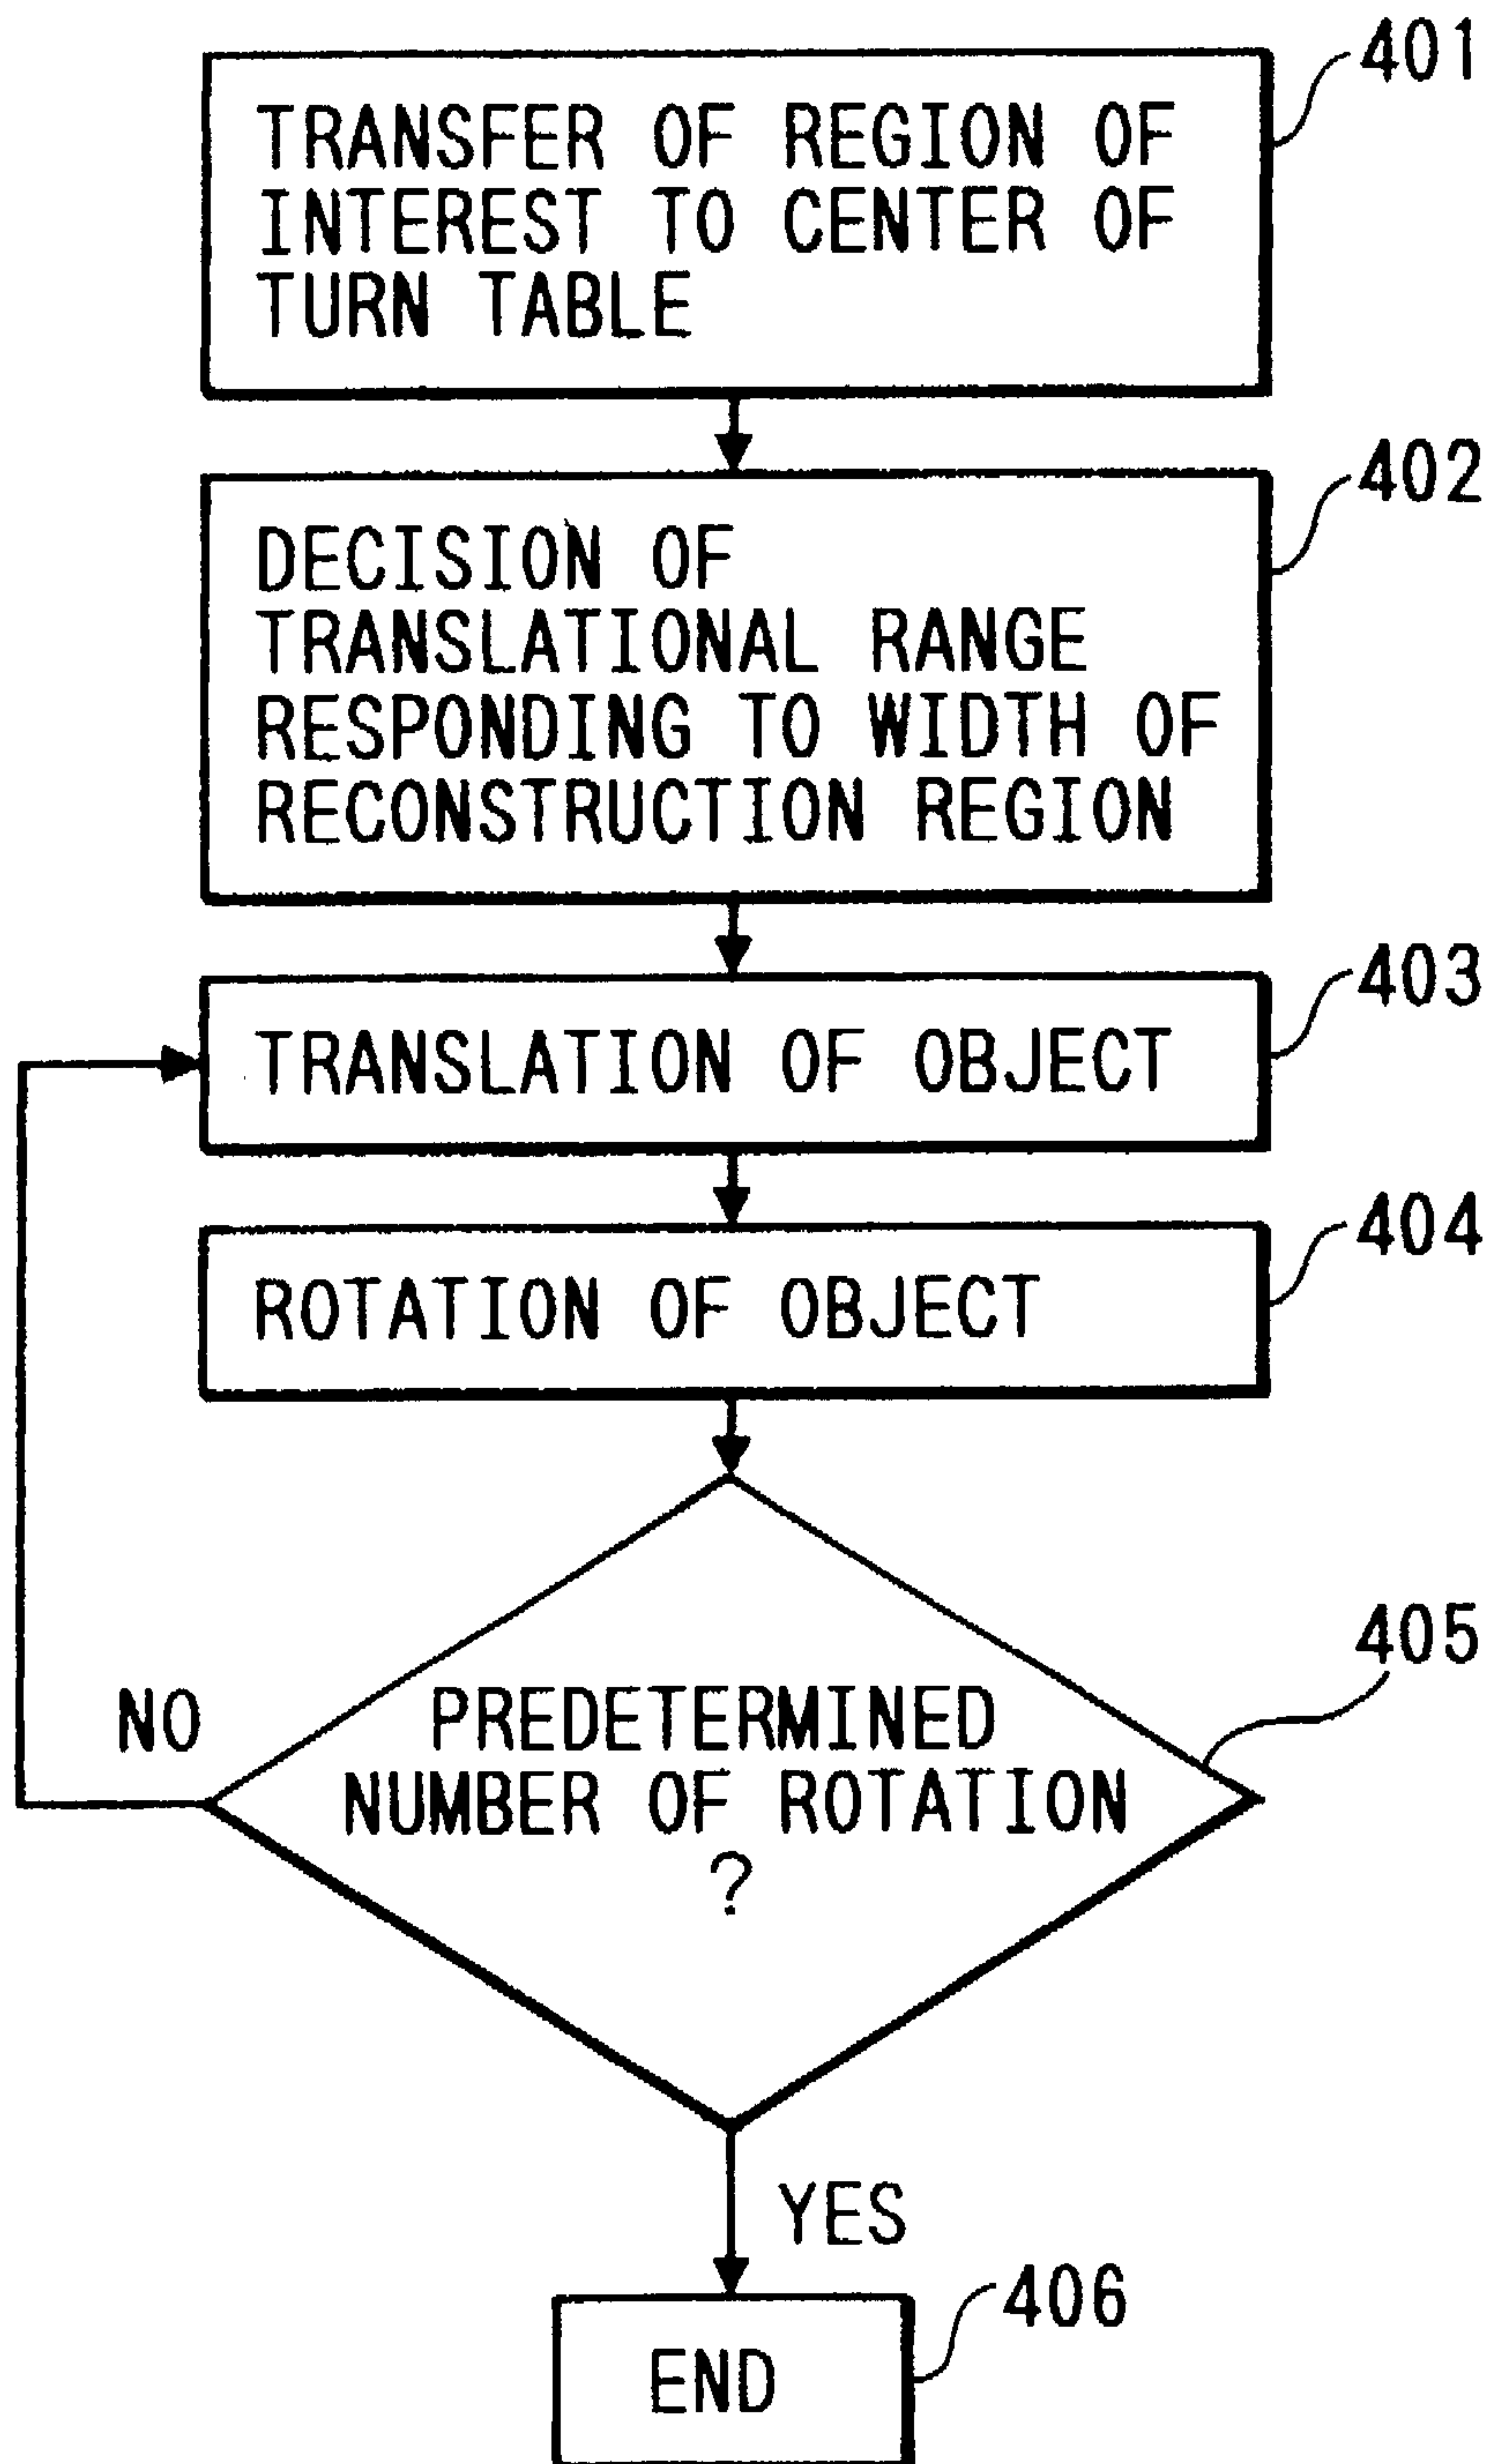 401
TRANSFER OF REGION OF
INTEREST TO CENTER OF
TURN TABLE
402
DECISION OF
TRANSLATIONAL RANGE
RESPONDING TO WIDTH OF
RECONSTRUCTION REGION
403
TRANSLATION OF OBJECT
404
ROTATION OF OBJECT
405
NO
PREDETERMINED
NUMBER OF ROTATION
?
YES
406
END